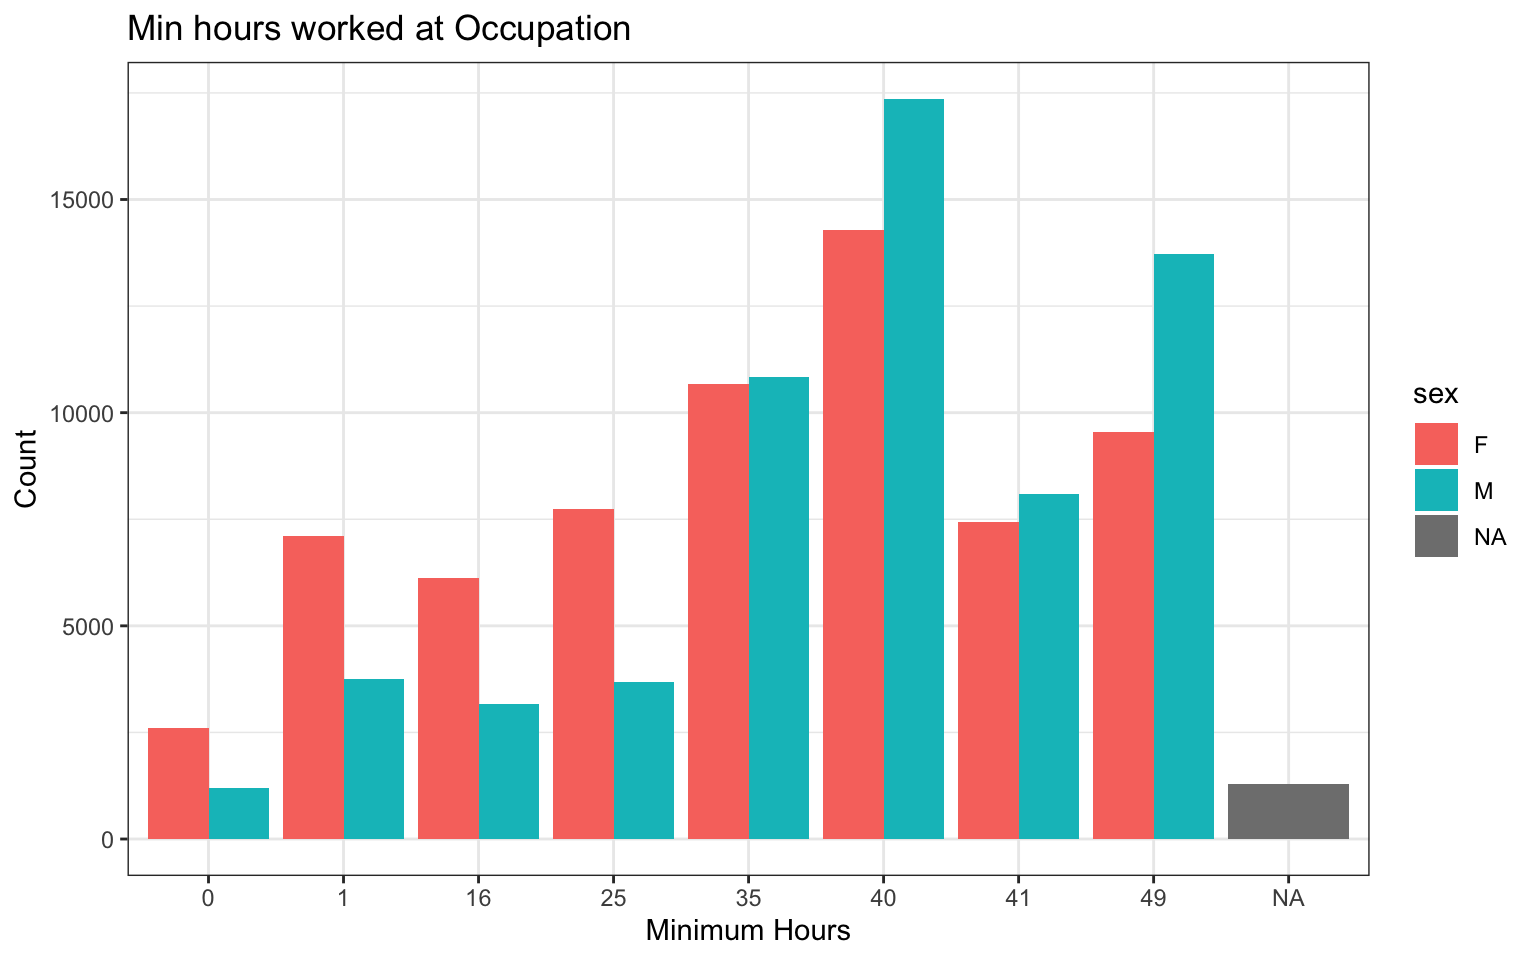 Min hours worked at Occupation
15000
10000
5000
0
Count
0 1 16 25 35 40 41 49 NA
Minimum Hours
sex
F
M
NA